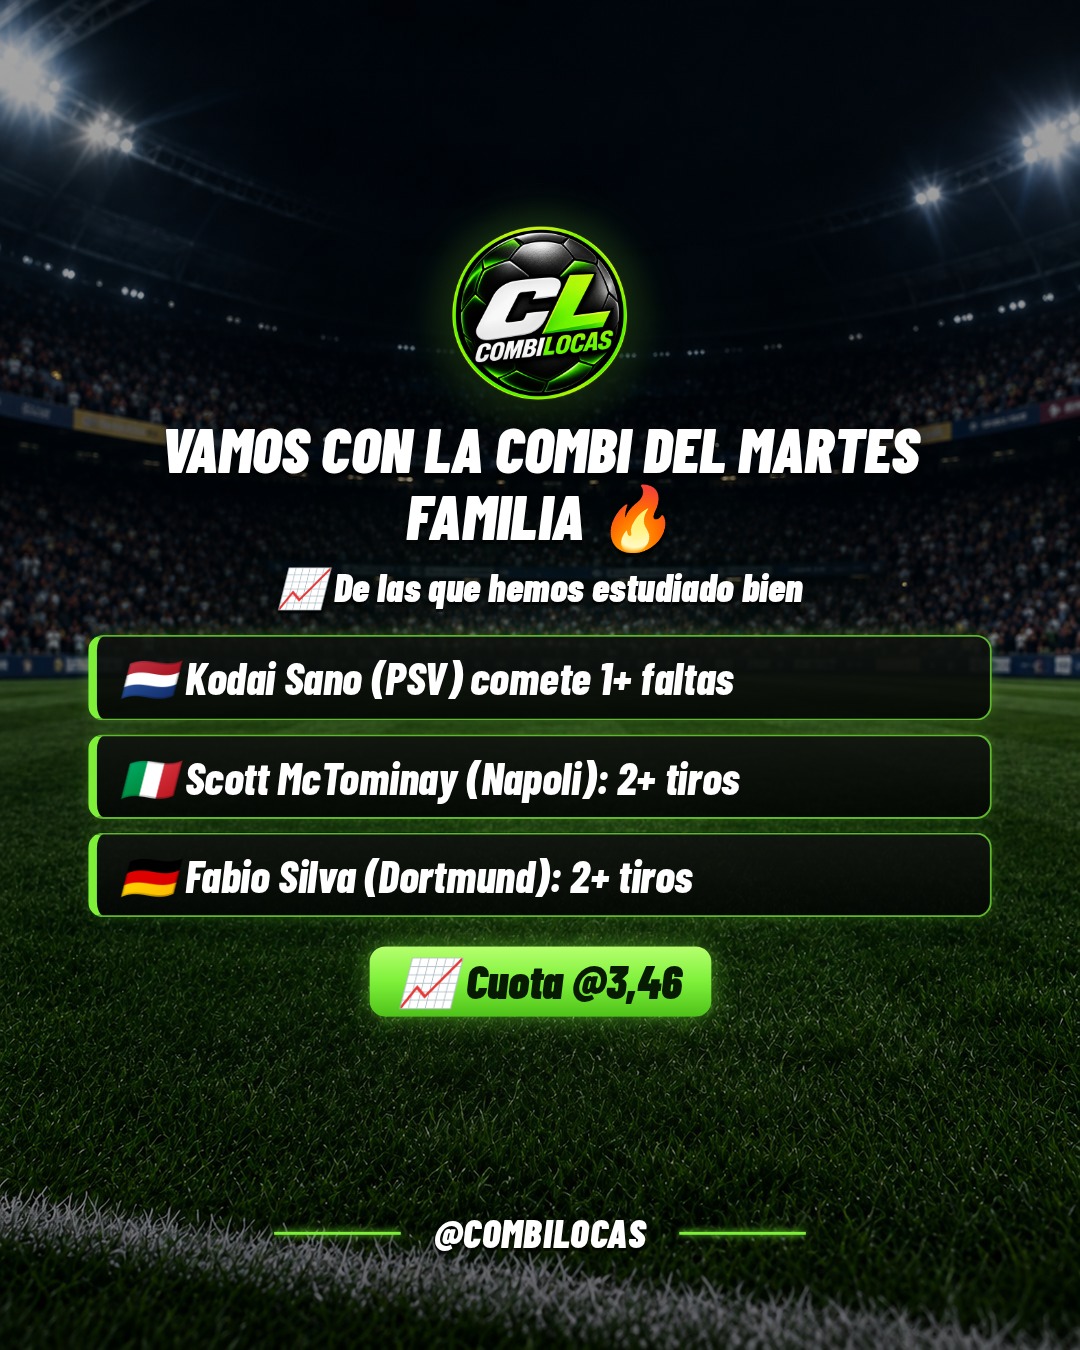 CL
COMBILOCAS
VAMOS CON LA COMBI DEL MARTES
FAMILIA 🔥
📈 De las que hemos estudiado bien
🇳🇱 Kodai Sano (PSV) comete 1+ faltas
🇮🇹 Scott McTominay (Napoli): 2+ tiros
🇩🇪 Fabio Silva (Dortmund): 2+ tiros
📈 Cuota @3,46
@COMBILOCAS